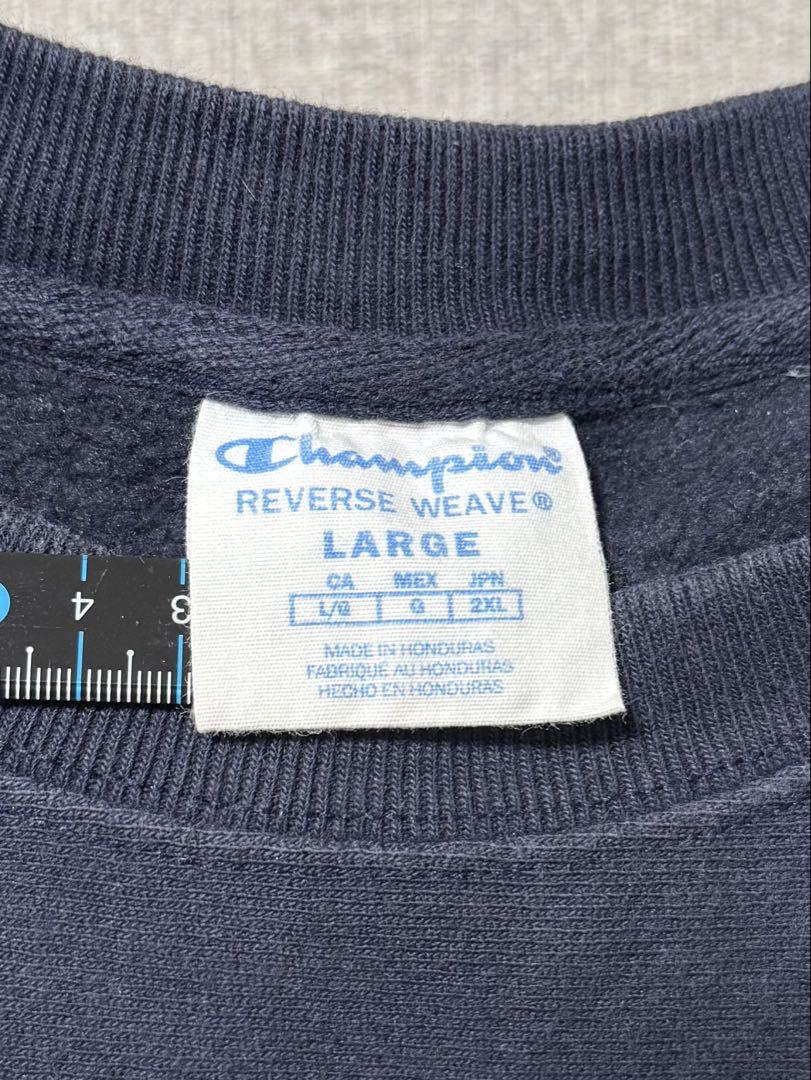 Champion
REVERSE WEAVE®
LARGE
CA MEX JPN
L/G G 2XL
MADE IN HONDURAS
FABRIQUÉ AU HONDURAS
HECHO EN HONDURAS
4 3